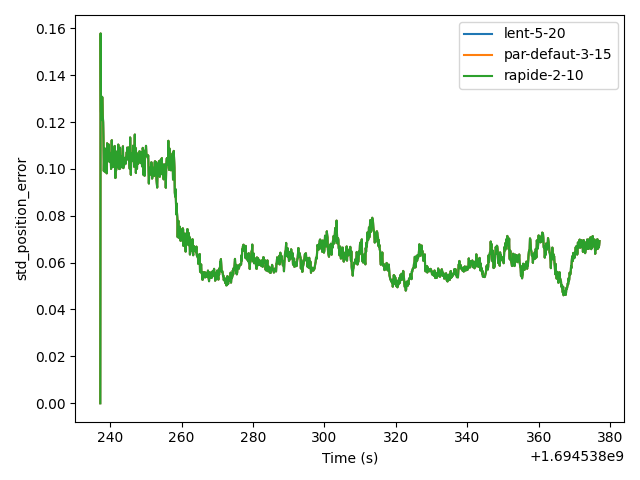 lent-5-20
par-defaut-3-15
rapide-2-10
std_position_error
0.16
0.14
0.12
0.10
0.08
0.06
0.04
0.02
0.00
240 260 280 300 320 340 360 380
Time (s)
+1.694538e9